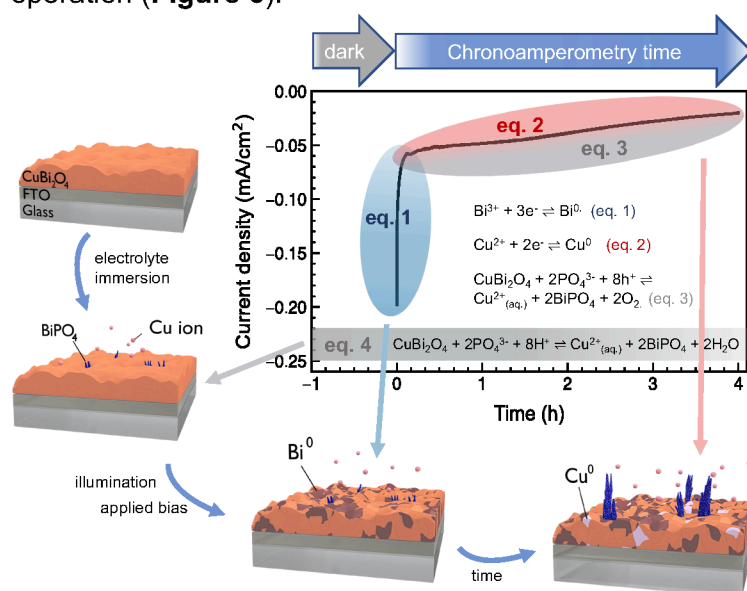 operation (Figure 6).
dark
Chronoamperometry time
0.00
-0.05
-0.10
-0.15
-0.20
-0.25
Current density (mA/cm²)
-1
0
1
2
3
4
Time (h)
eq. 1
eq. 2
eq. 3
Bi³⁺ + 3e⁻ ⇌ Bi⁰· (eq. 1)
Cu²⁺ + 2e⁻ ⇌ Cu⁰ (eq. 2)
CuBi₂O₄ + 2PO₄³⁻ + 8h⁺ ⇌
Cu²⁺(aq.) + 2BiPO₄ + 2O₂. (eq. 3)
eq. 4 CuBi₂O₄ + 2PO₄³⁻ + 8H⁺ ⇌ Cu²⁺(aq.) + 2BiPO₄ + 2H₂O
CuBi₂O₄
FTO
Glass
electrolyte
immersion
BiPO₄
Cu ion
illumination
applied bias
Bi⁰
time
Cu⁰